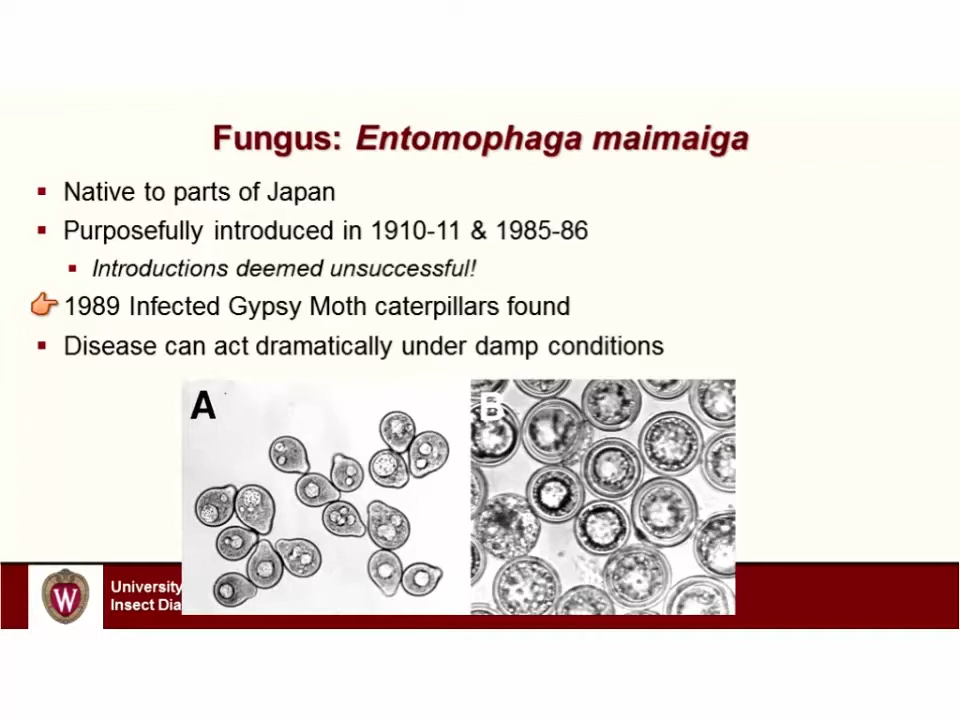 Fungus: Entomophaga maimaiga
Native to parts of Japan
Purposefully introduced in 1910-11 & 1985-86
Introductions deemed unsuccessful!
1989 Infected Gypsy Moth caterpillars found
Disease can act dramatically under damp conditions
A
B
W
University
Insect Dia